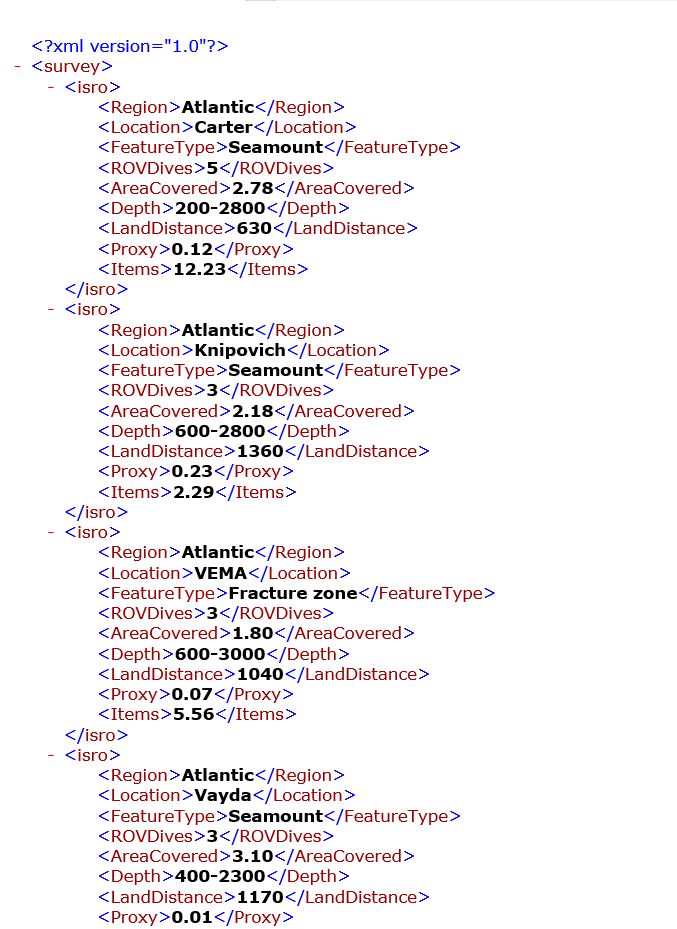 <?xml version="1.0"?>
- <survey>
- <isro>
<Region>Atlantic</Region>
<Location>Carter</Location>
<FeatureType>Seamount</FeatureType>
<ROVDives>5</ROVDives>
<AreaCovered>2.78</AreaCovered>
<Depth>200-2800</Depth>
<LandDistance>630</LandDistance>
<Proxy>0.12</Proxy>
<Items>12.23</Items>
</isro>
- <isro>
<Region>Atlantic</Region>
<Location>Knipovich</Location>
<FeatureType>Seamount</FeatureType>
<ROVDives>3</ROVDives>
<AreaCovered>2.18</AreaCovered>
<Depth>600-2800</Depth>
<LandDistance>1360</LandDistance>
<Proxy>0.23</Proxy>
<Items>2.29</Items>
</isro>
- <isro>
<Region>Atlantic</Region>
<Location>VEMA</Location>
<FeatureType>Fracture zone</FeatureType>
<ROVDives>3</ROVDives>
<AreaCovered>1.80</AreaCovered>
<Depth>600-3000</Depth>
<LandDistance>1040</LandDistance>
<Proxy>0.07</Proxy>
<Items>5.56</Items>
</isro>
- <isro>
<Region>Atlantic</Region>
<Location>Vayda</Location>
<FeatureType>Seamount</FeatureType>
<ROVDives>3</ROVDives>
<AreaCovered>3.10</AreaCovered>
<Depth>400-2300</Depth>
<LandDistance>1170</LandDistance>
<Proxy>0.01</Proxy>